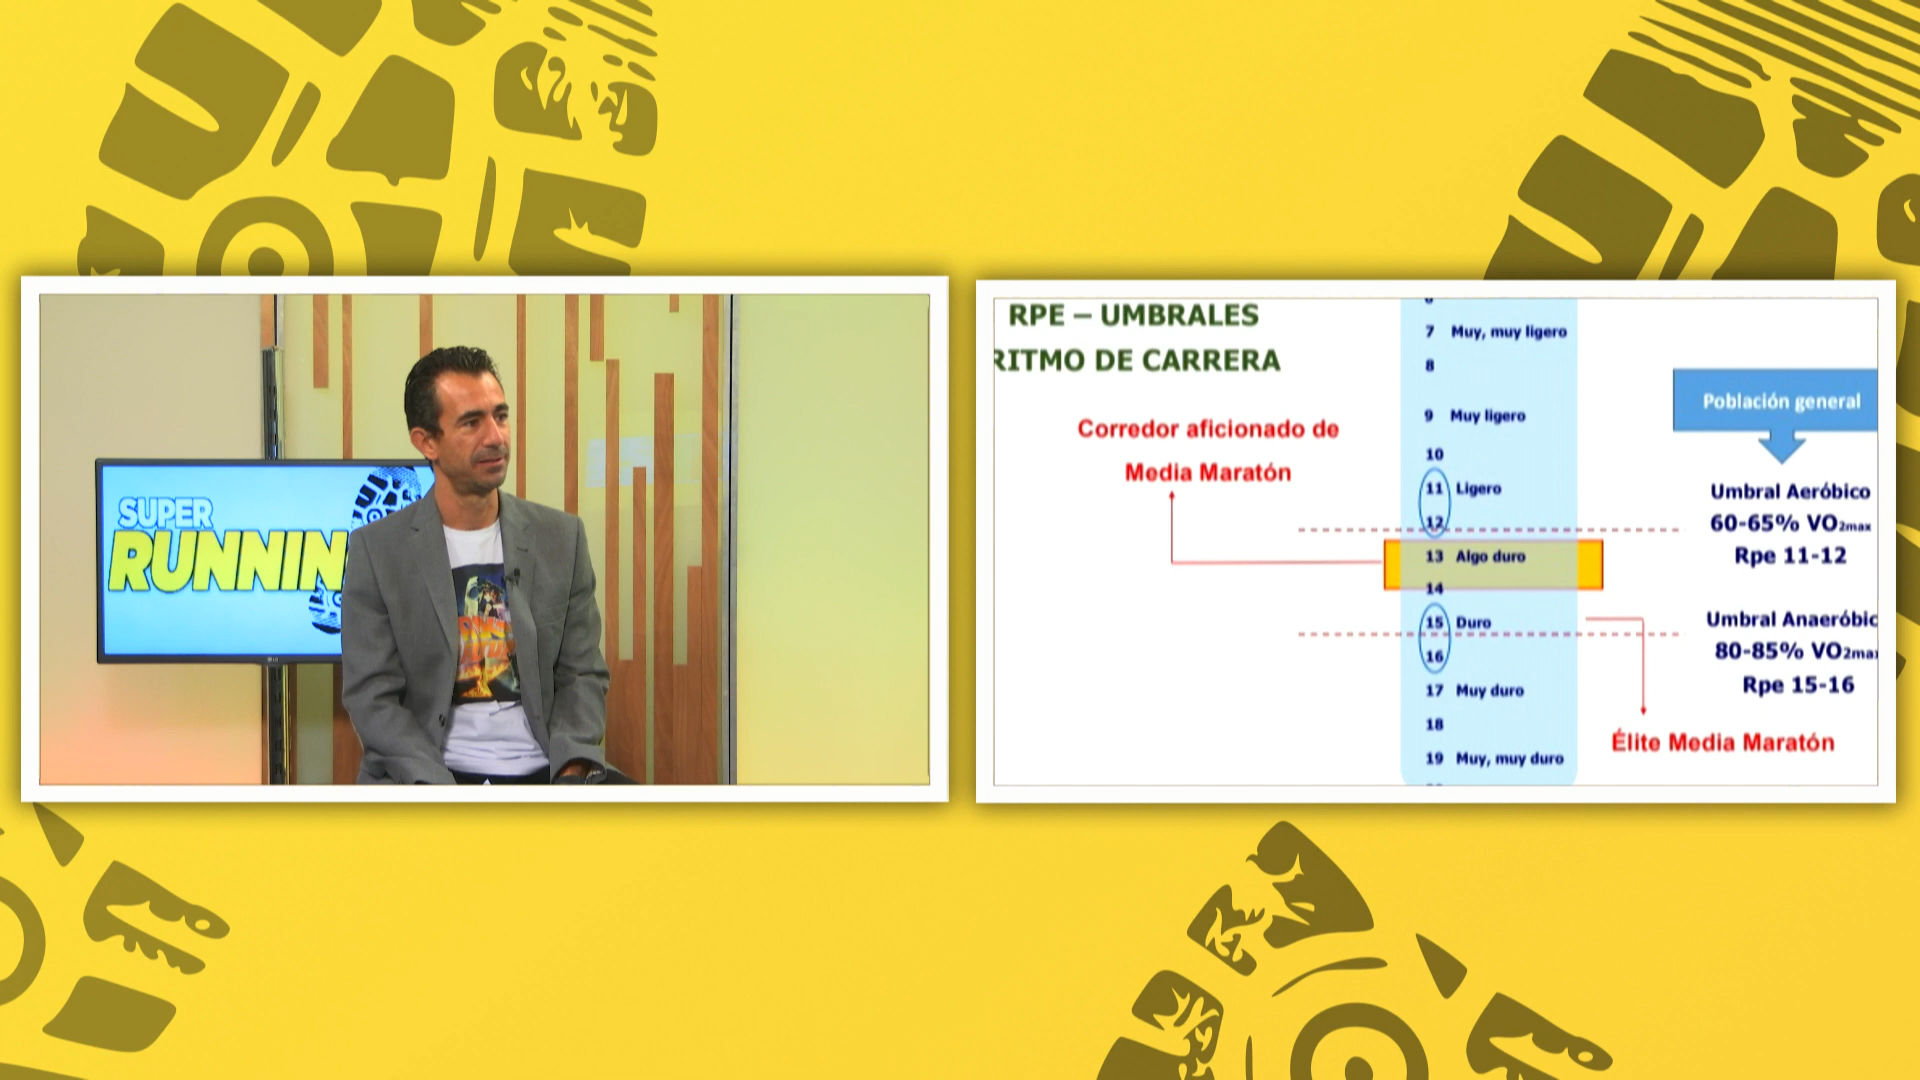 SUPER
RUNNIN
LG
RPE – UMBRALES
RITMO DE CARRERA
Corredor aficionado de
Media Maratón
7 Muy, muy ligero
8
9 Muy ligero
10
11 Ligero
12
13 Algo duro
14
15 Duro
16
17 Muy duro
18
19 Muy, muy duro
Población general
Umbral Aeróbico
60-65% VO2max
Rpe 11-12
Umbral Anaeróbic
80-85% VO2max
Rpe 15-16
Élite Media Maratón